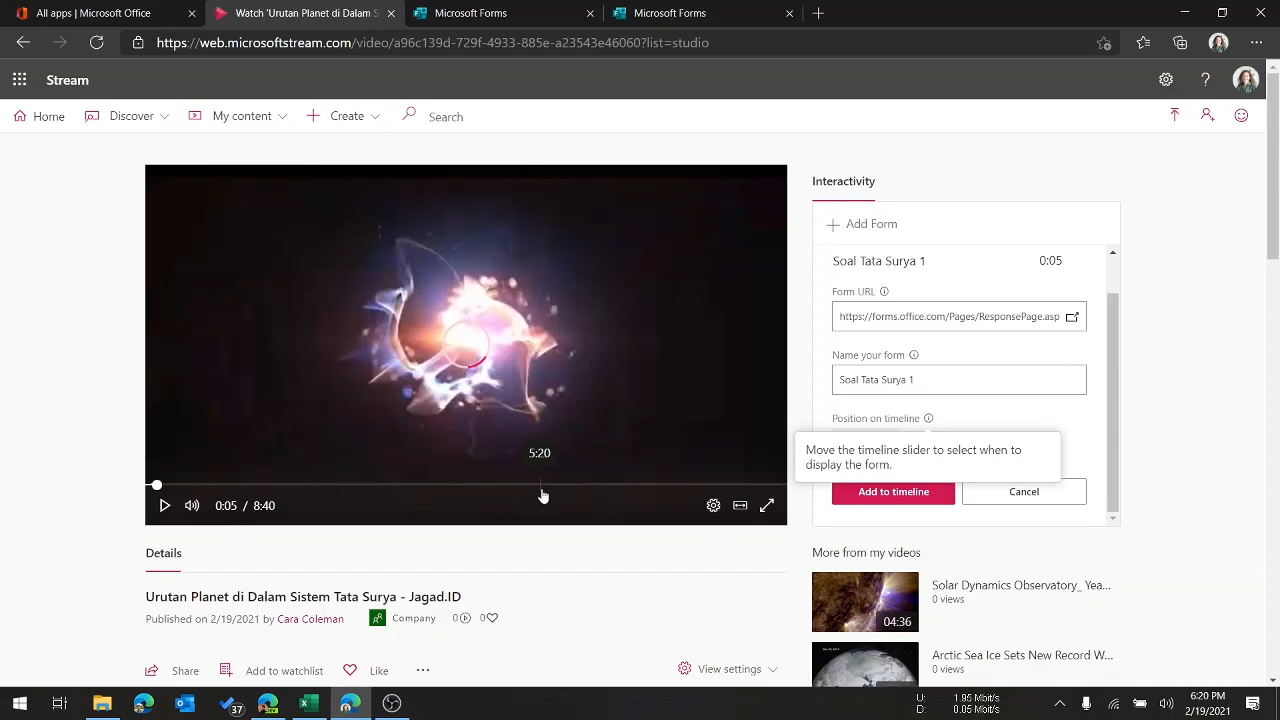 All apps | Microsoft Office
Watch 'Urutan Planet di Dalam S
Microsoft Forms
Microsoft Forms
https://web.microsoftstream.com/video/a96c139d-729f-4933-885e-a23543e46060?list=studio
Stream
Home
Discover
My content
Create
Search
Interactivity
Add Form
Soal Tata Surya 1
0:05
Form URL
https://forms.office.com/Pages/ResponsePage.asp
Name your form
Soal Tata Surya 1
Position on timeline
Move the timeline slider to select when to
display the form.
Add to timeline
Cancel
5:20
0:05 / 8:40
Details
Urutan Planet di Dalam Sistem Tata Surya - Jagad.ID
Published on 2/19/2021 by Cara Coleman
Company
0
0
Share
Add to watchlist
Like
View settings
More from my videos
Solar Dynamics Observatory_ Yea...
0 views
04:36
Arctic Sea Ice Sets New Record W...
0 views
37
U: 1.95 Mbit/s
D: 0.05 Mbit/s
6:20 PM
2/19/2021